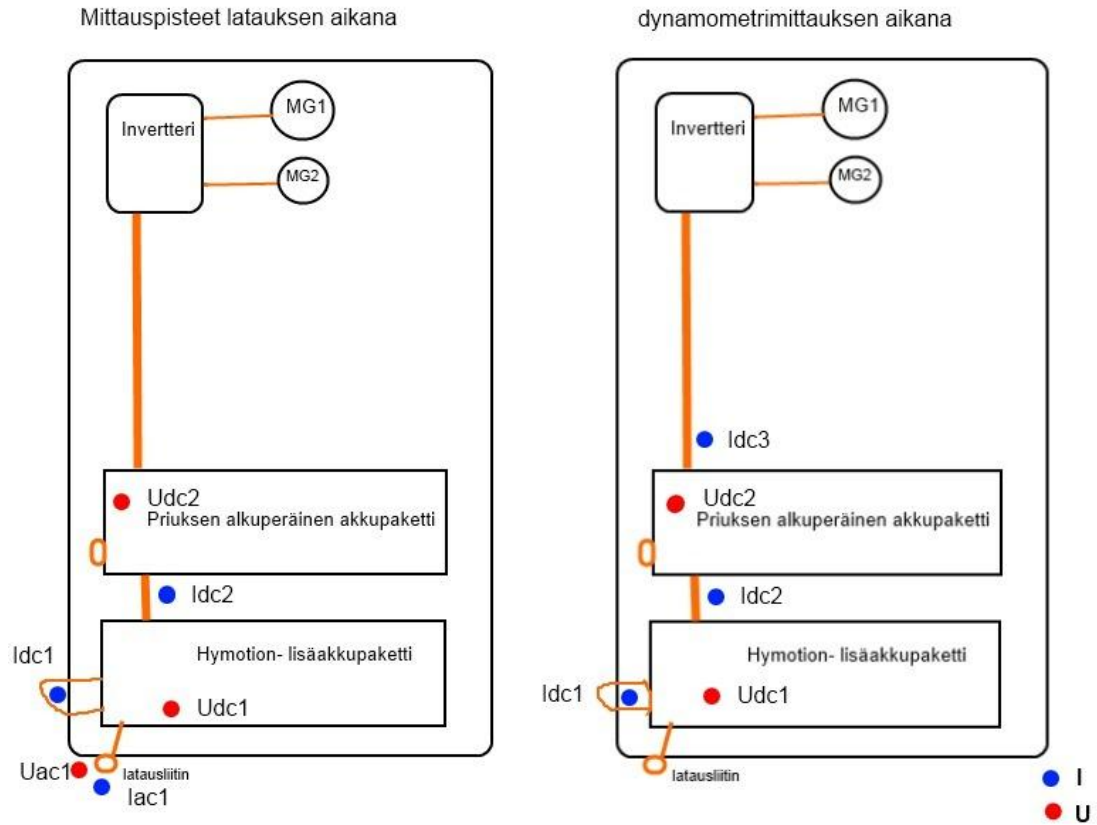 Mittauspisteet latauksen aikana
Invertteri
MG1
MG2
Udc2
Priuksen alkuperäinen akkupaketti
Idc2
Idc1
Hymotion- lisäakkupaketti
Udc1
Uac1
latausliitin
Iac1
dynamometrimittauksen aikana
Invertteri
MG1
MG2
Idc3
Udc2
Priuksen alkuperäinen akkupaketti
Idc2
Hymotion- lisäakkupaketti
Idc1
Udc1
latausliitin
I
U